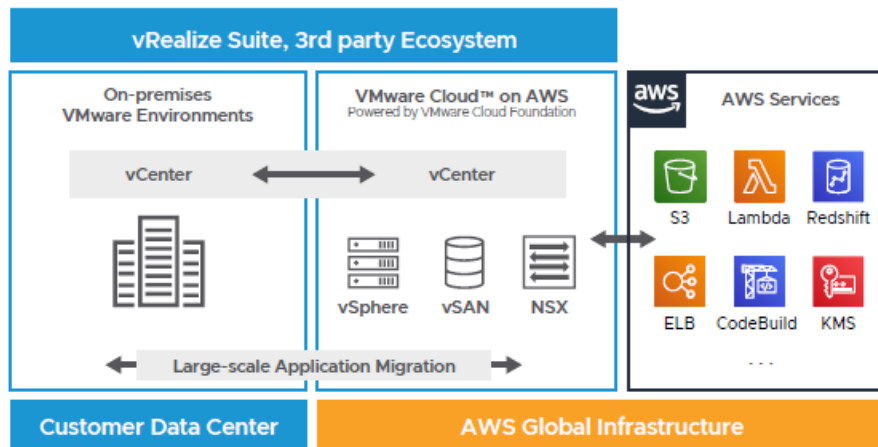 vRealize Suite, 3rd party Ecosystem
On-premises
VMware Environments
VMware Cloud™ on AWS
Powered by VMware Cloud Foundation
aws
AWS Services
vCenter
vCenter
S3
Lambda
Redshift
vSphere
vSAN
NSX
ELB
CodeBuild
KMS
Large-scale Application Migration
...
Customer Data Center
AWS Global Infrastructure